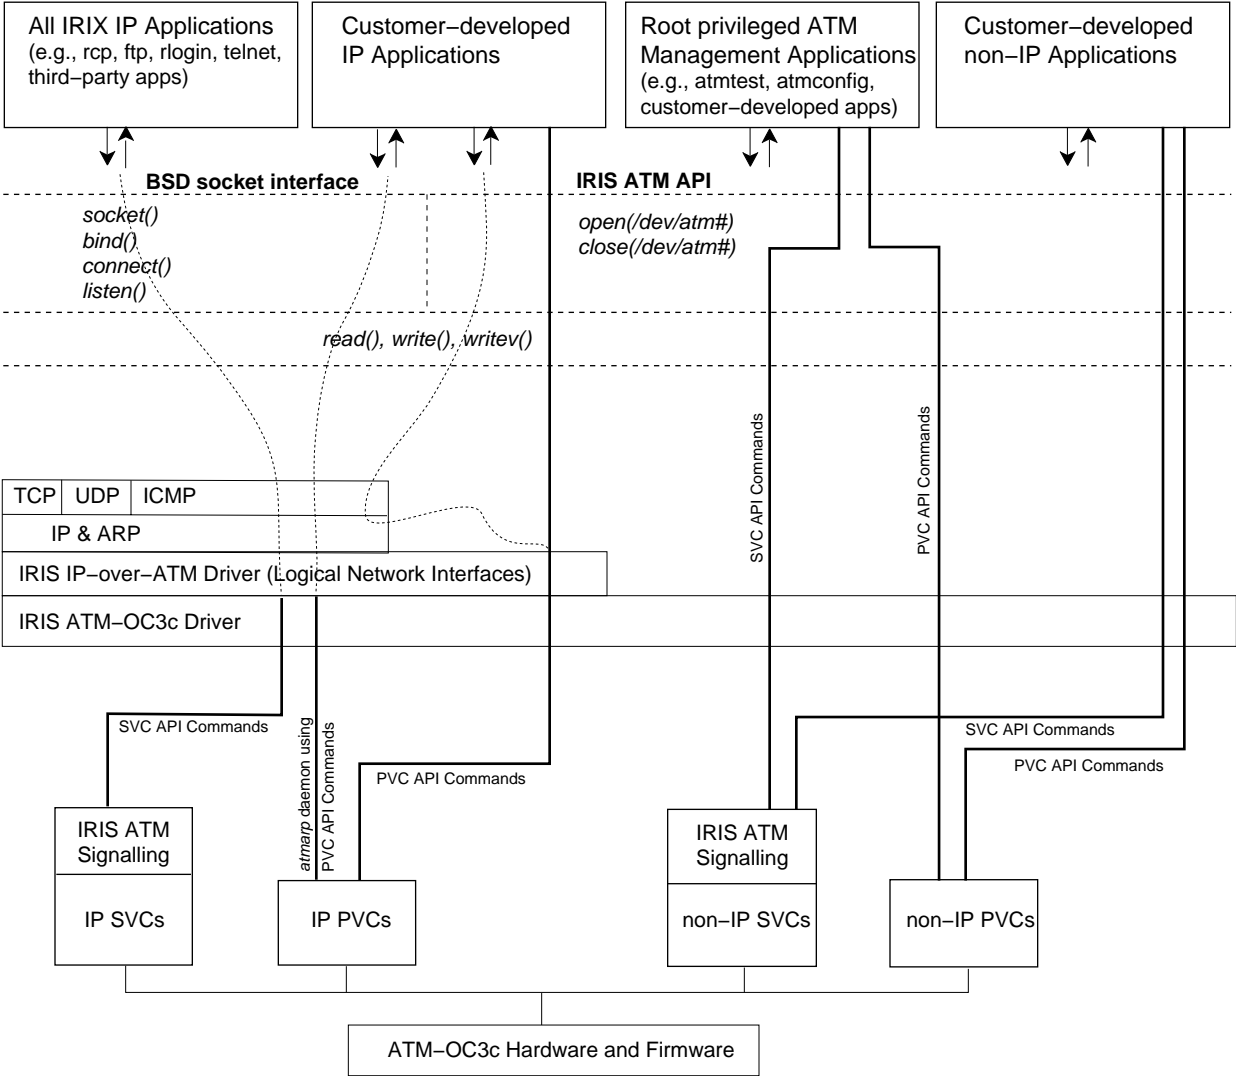 All IRIX IP Applications
(e.g., rcp, ftp, rlogin, telnet,
third−party apps)
Customer−developed
IP Applications
Root privileged ATM
Management Applications
(e.g., atmtest, atmconfig,
customer−developed apps)
Customer−developed
non−IP Applications
BSD socket interface
IRIS ATM API
socket()
bind()
connect()
listen()
open(/dev/atm#)
close(/dev/atm#)
read(), write(), writev()
SVC API Commands
PVC API Commands
TCP
UDP
ICMP
IP & ARP
IRIS IP−over−ATM Driver (Logical Network Interfaces)
IRIS ATM−OC3c Driver
SVC API Commands
atmarp daemon using
PVC API Commands
PVC API Commands
SVC API Commands
PVC API Commands
IRIS ATM
Signalling
IP SVCs
IP PVCs
IRIS ATM
Signalling
non−IP SVCs
non−IP PVCs
ATM−OC3c Hardware and Firmware